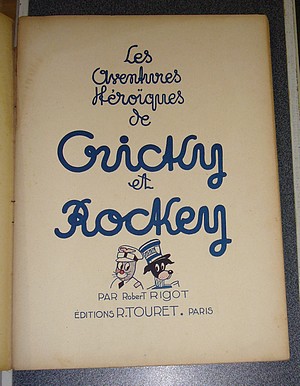 Les
Aventures
Héroïques
de
Cricky
et
Rockey
PAR Robert RIGOT
EDITIONS R.TOURET. PARIS